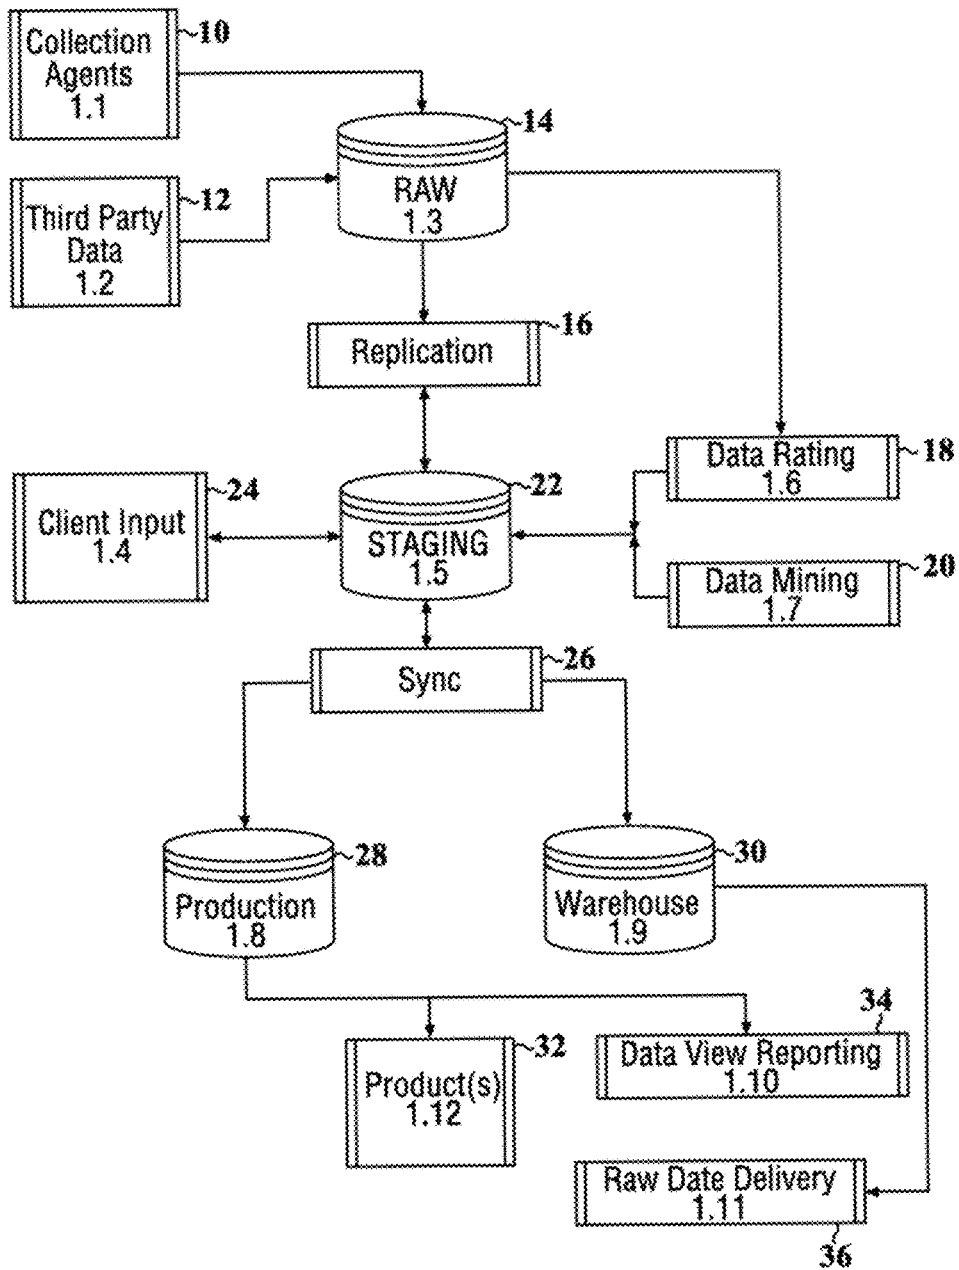 Collection
Agents
1.1
10
14
RAW
1.3
Third Party
Data
1.2
12
Replication
16
Data Rating
1.6
18
Client Input
1.4
24
STAGING
1.5
22
Data Mining
1.7
20
Sync
26
Production
1.8
28
Warehouse
1.9
30
Product(s)
1.12
32
Data View Reporting
1.10
34
Raw Date Delivery
1.11
36